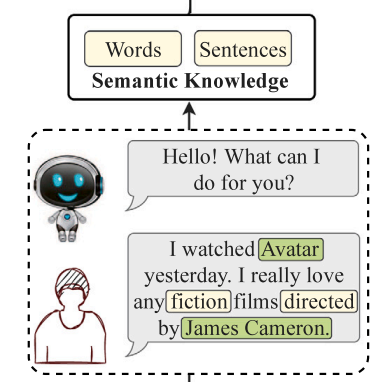 Words Sentences
Semantic Knowledge
Hello! What can I
do for you?
I watched Avatar
yesterday. I really love
any fiction films directed
by James Cameron.